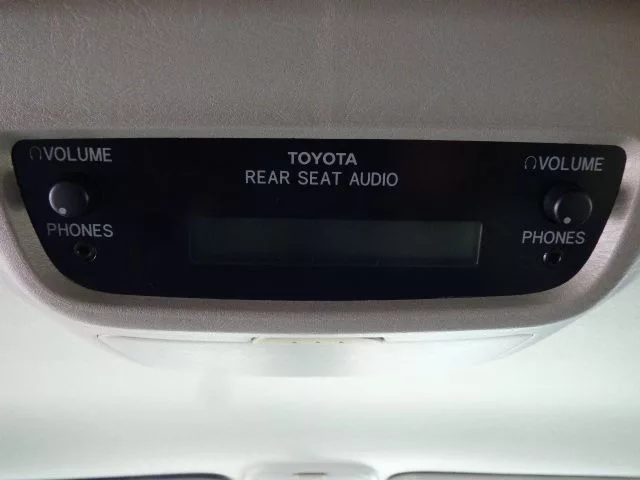 VOLUME
TOYOTA
VOLUME
REAR SEAT AUDIO
PHONES
PHONES